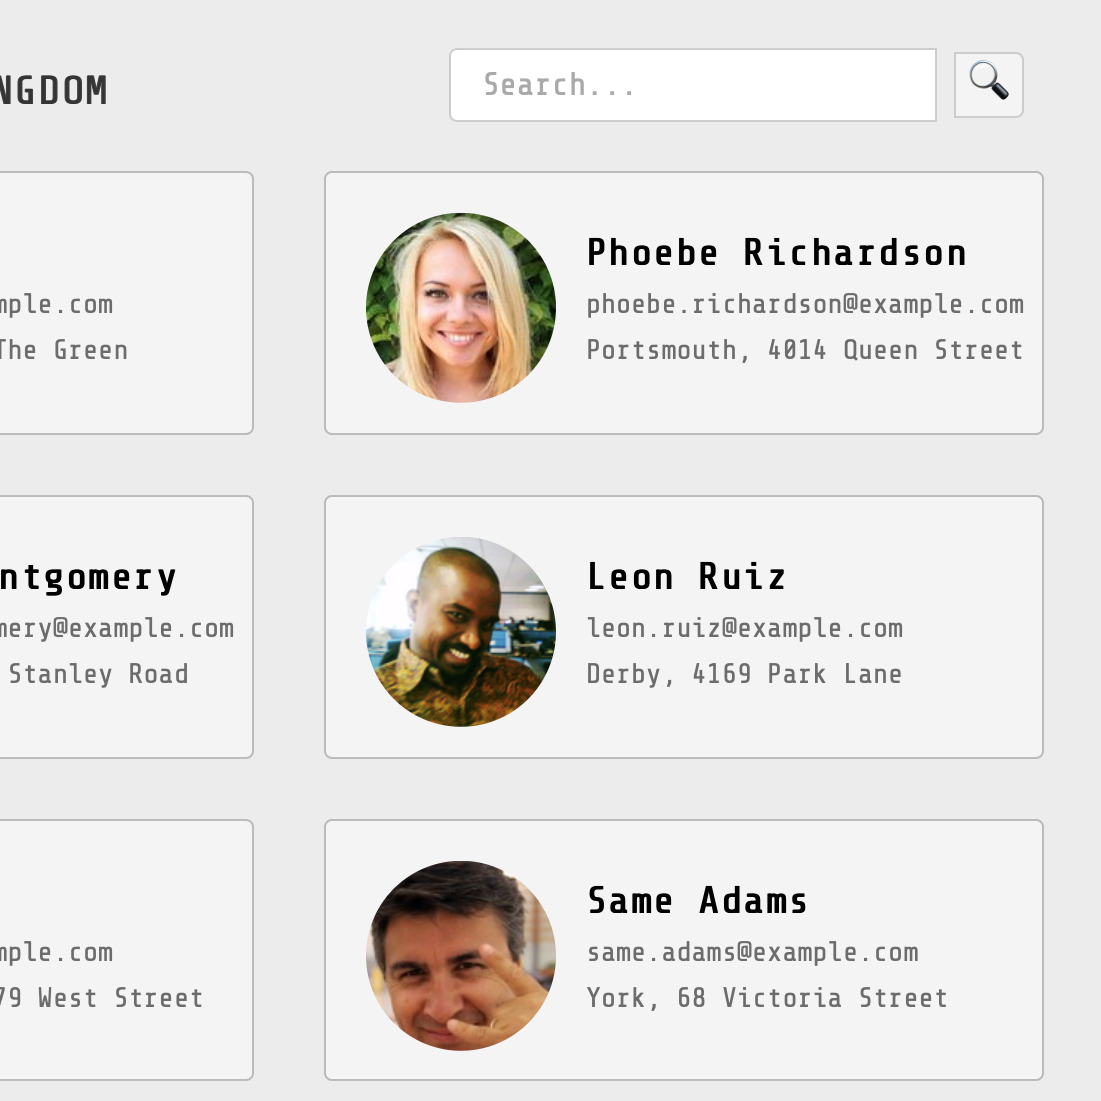 NGDOM
Search...
Phoebe Richardson
mple.com
phoebe.richardson@example.com
The Green
Portsmouth, 4014 Queen Street
ntgomery
Leon Ruiz
mery@example.com
leon.ruiz@example.com
Stanley Road
Derby, 4169 Park Lane
Same Adams
mple.com
same.adams@example.com
79 West Street
York, 68 Victoria Street